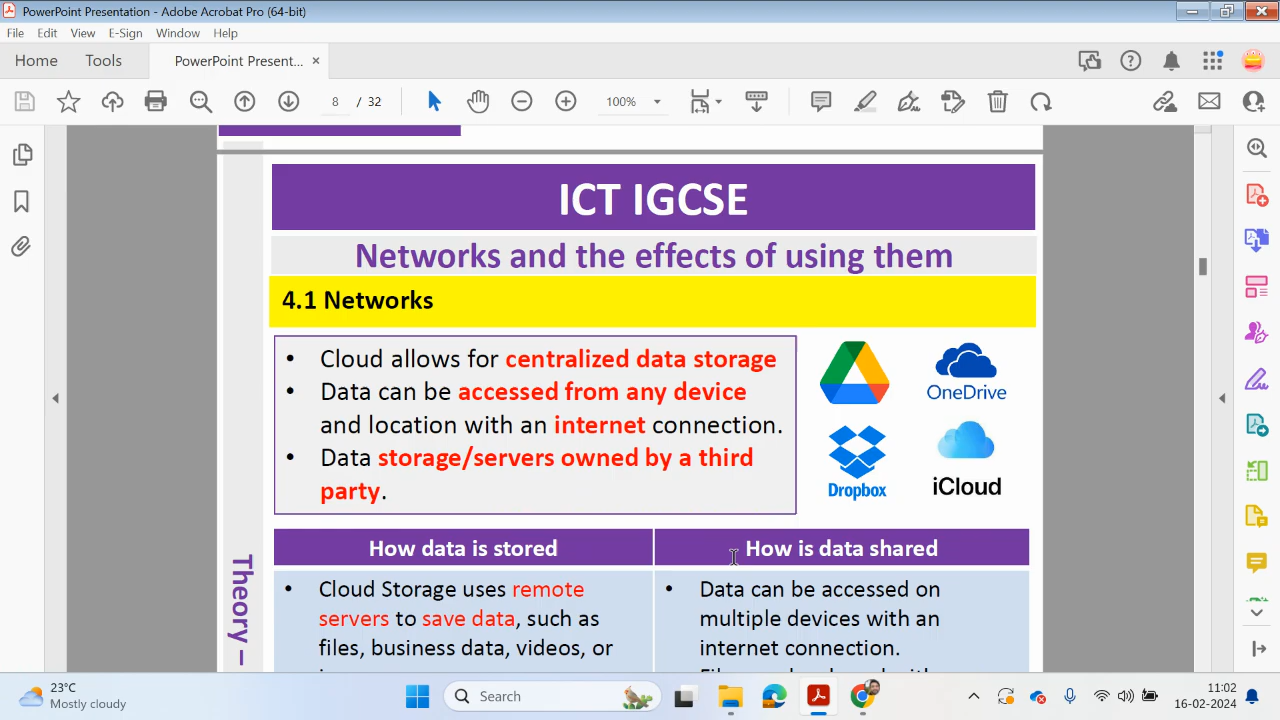 PowerPoint Presentation - Adobe Acrobat Pro (64-bit)
File Edit View E-Sign Window Help
Home Tools PowerPoint Present... ×
8 / 32 100%
ICT IGCSE
Networks and the effects of using them
4.1 Networks
• Cloud allows for centralized data storage
• Data can be accessed from any device
and location with an internet connection.
• Data storage/servers owned by a third
party.
OneDrive
Dropbox
iCloud
How data is stored
• Cloud Storage uses remote
servers to save data, such as
files, business data, videos, or
How is data shared
• Data can be accessed on
multiple devices with an
internet connection.
Theory –
23°C
Mostly cloudy
Search
11:02
16-02-2024